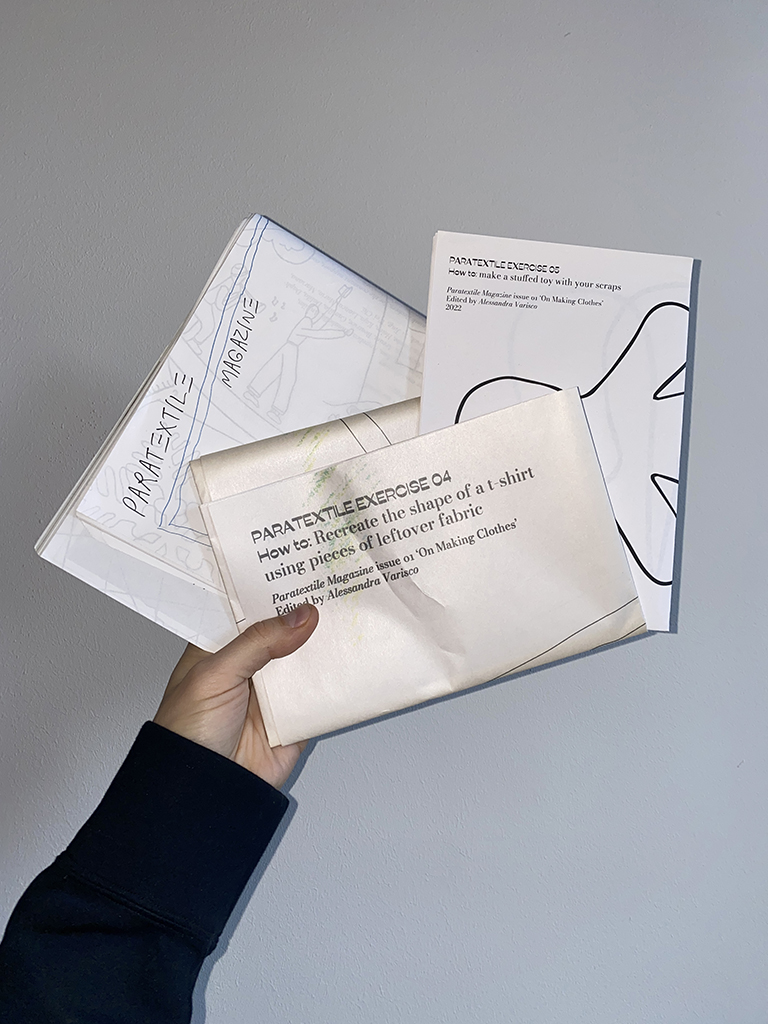 PARATEXTILE
MAGAZINE
PARATEXTILE EXERCISE 05
How to: make a stuffed toy with your scraps
Paratextile Magazine issue 01 ‘On Making Clothes’
Edited by Alessandra Varisco
2022
PARATEXTILE EXERCISE 04
How to: Recreate the shape of a t-shirt
using pieces of leftover fabric
Paratextile Magazine issue 01 ‘On Making Clothes’
Edited by Alessandra Varisco